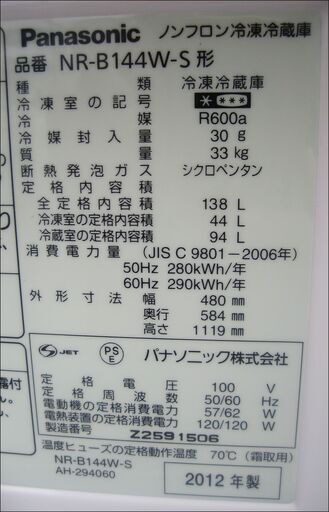 Panasonic ノンフロン冷凍冷蔵庫
品番 NR-B144W-S 形
種類 冷凍冷蔵庫
冷凍室の記号 * ***
冷媒 R600a
冷媒封入量 30 g
質量 33 kg
断熱発泡ガス シクロペンタン
定格内容積
全定格内容積 138 L
冷凍室の定格内容積 44 L
冷蔵室の定格内容積 94 L
消費電力量 (JIS C 9801-2006年)
50Hz 280kWh/年
60Hz 290kWh/年
外形寸法 幅 480 mm
奥行 584 mm
高さ 1119 mm
JET PS E パナソニック株式会社
定格電圧 100 V
定格周波数 50/60 Hz
電動機の定格消費電力 57/62 W
電熱装置の定格消費電力 120/120 W
製造番号 Z2591506
温度ヒューズの定格動作温度 70℃ (霜取用)
NR-B144W-S
AH-294060
2012 年製